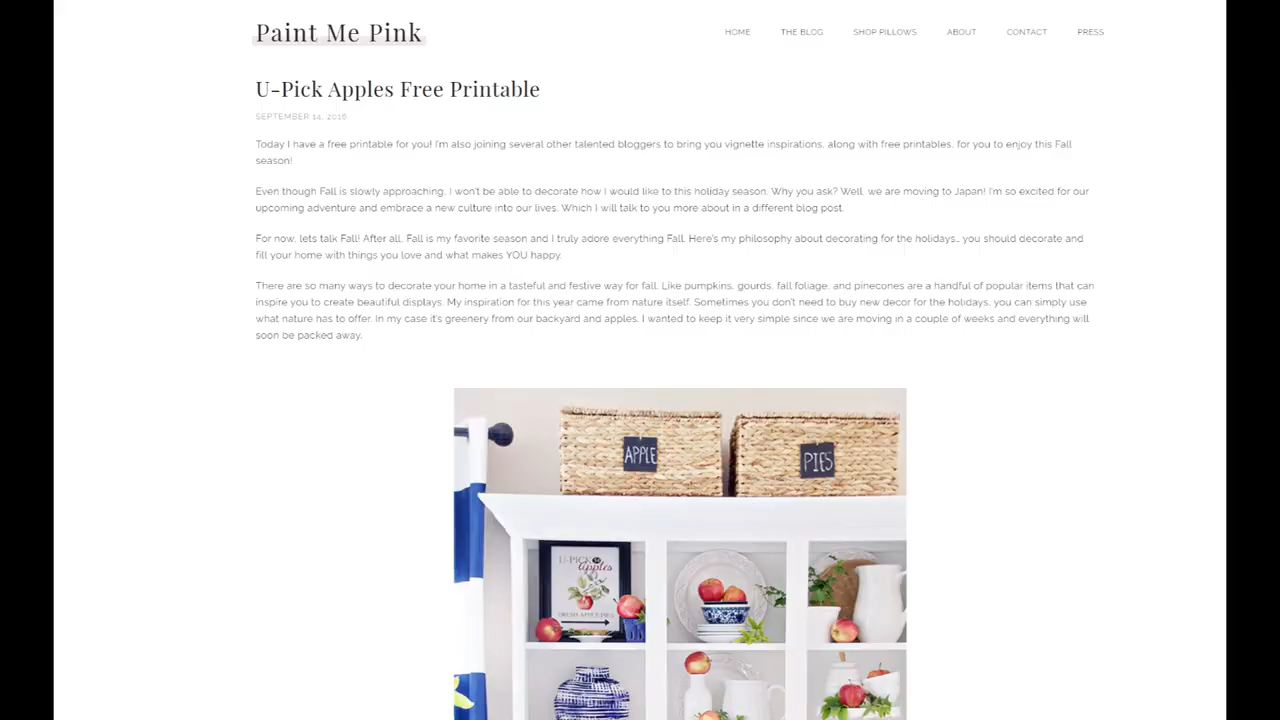 Paint Me Pink
HOME THE BLOG SHOP PILLOWS ABOUT CONTACT PRESS
U-Pick Apples Free Printable
SEPTEMBER 14, 2016
Today I have a free printable for you! I'm also joining several other talented bloggers to bring you vignette inspirations, along with free printables, for you to enjoy this Fall
season!
Even though Fall is slowly approaching, I won't be able to decorate how I would like to this holiday season. Why you ask? Well, we are moving to Japan! I'm so excited for our
upcoming adventure and embrace a new culture into our lives. Which I will talk to you more about in a different blog post.
For now, lets talk Fall! After all, Fall is my favorite season and I truly adore everything Fall. Here's my philosophy about decorating for the holidays.. you should decorate and
fill your home with things you love and what makes YOU happy.
There are so many ways to decorate your home in a tasteful and festive way for fall. Like pumpkins, gourds, fall foliage, and pinecones are a handful of popular items that can
inspire you to create beautiful displays. My inspiration for this year came from nature itself. Sometimes you don't need to buy new decor for the holidays, you can simply use
what nature has to offer. In my case it's greenery from our backyard and apples. I wanted to keep it very simple since we are moving in a couple of weeks and everything will
soon be packed away.
APPLE PIES
U-PICK
apples